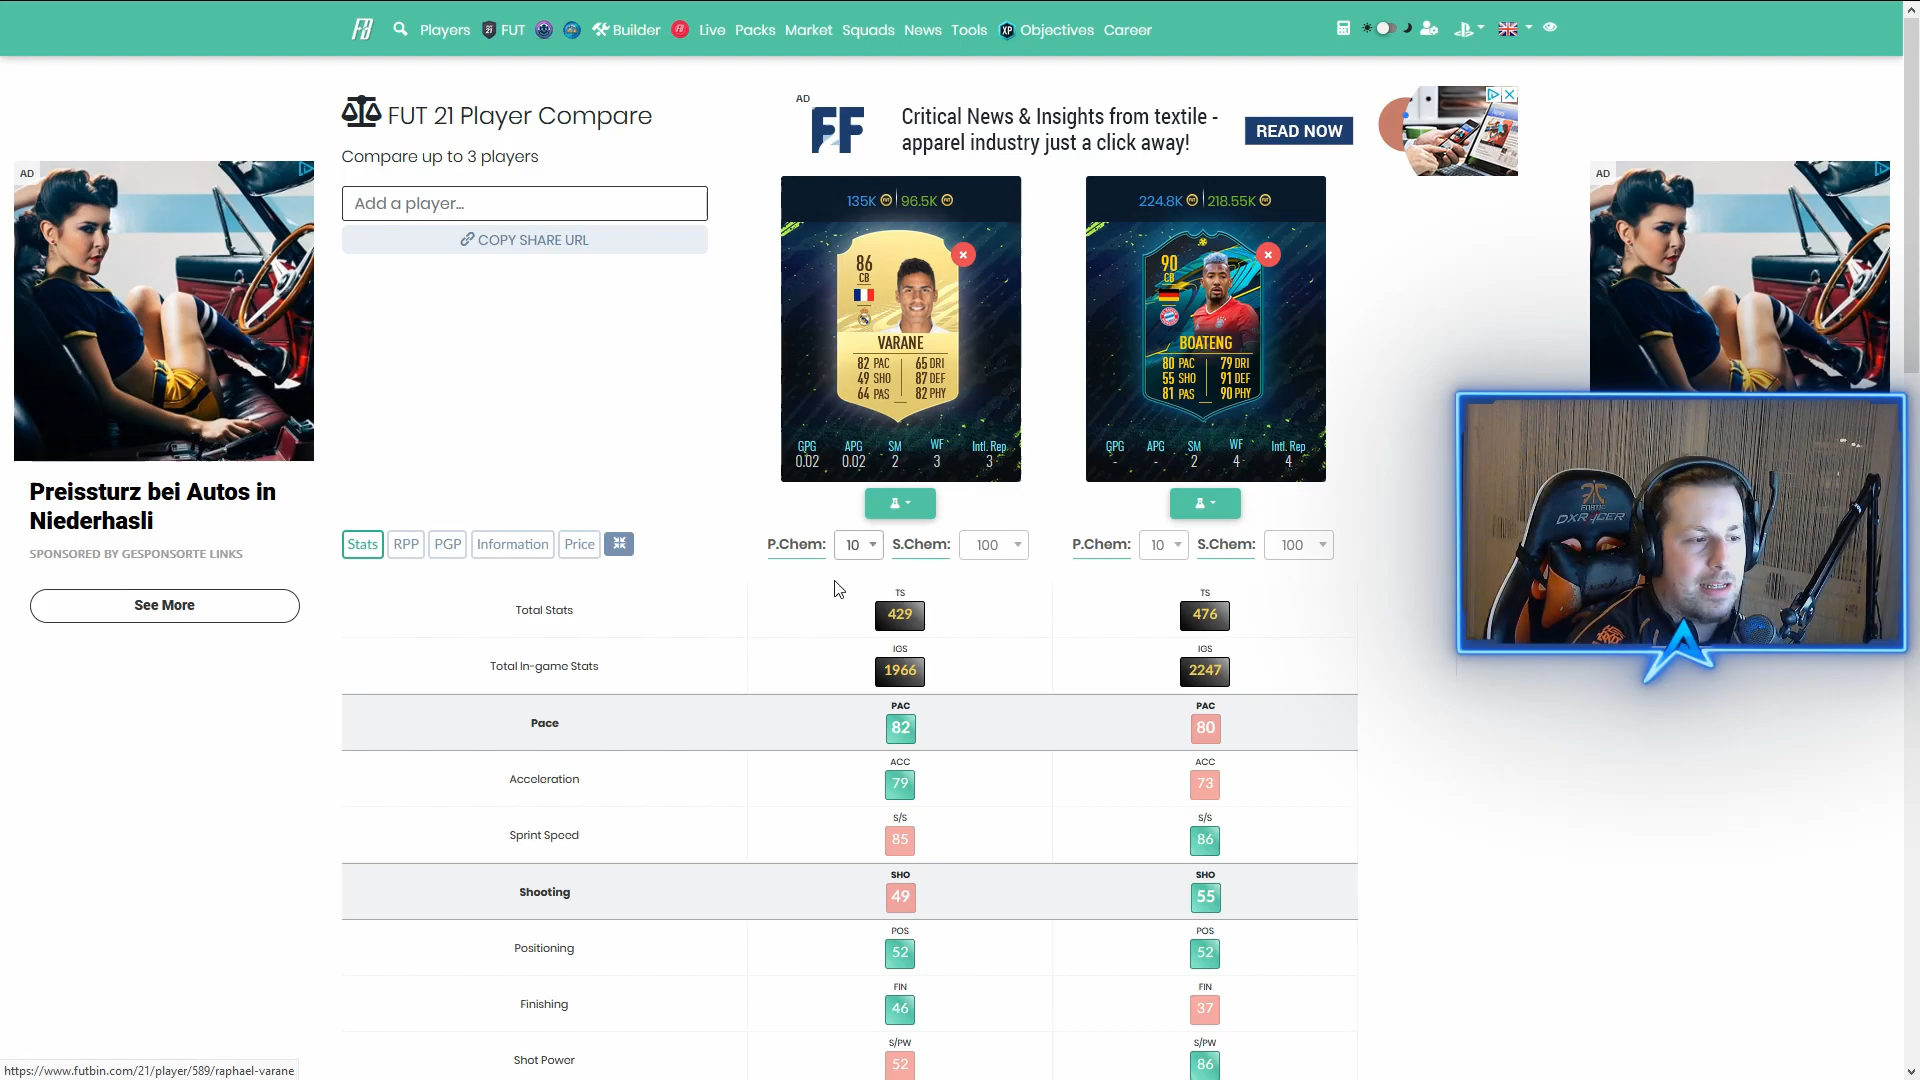 Players FUT Builder Live Packs Market Squads News Tools XP Objectives Career
FUT 21 Player Compare
Compare up to 3 players
Add a player...
COPY SHARE URL
AD
FF
Critical News & Insights from textile -
apparel industry just a click away!
READ NOW
AD
Preissturz bei Autos in
Niederhasli
SPONSORED BY GESPONSORTE LINKS
See More
AD
135K 96.5K
86
CB
VARANE
82 PAC 65 DRI
49 SHO 87 DEF
64 PAS 82 PHY
GPG APG SM WF Intl. Rep
0.02 0.02 2 3 3
224.8K 218.55K
90
CB
BOATENG
80 PAC 79 DRI
55 SHO 91 DEF
81 PAS 90 PHY
GPG APG SM WF Intl. Rep
- - 2 4 4
Stats RPP PGP Information Price
P.Chem: 10 S.Chem: 100 P.Chem: 10 S.Chem: 100
TS TS
Total Stats 429 476
IGS IGS
Total In-game Stats 1966 2247
PAC PAC
Pace 82 80
ACC ACC
Acceleration 79 73
S/S S/S
Sprint Speed 85 86
SHO SHO
Shooting 49 55
POS POS
Positioning 52 52
FIN FIN
Finishing 46 37
S/PW S/PW
Shot Power 52 86
DXRACER
https://www.futbin.com/21/player/589/raphael-varane